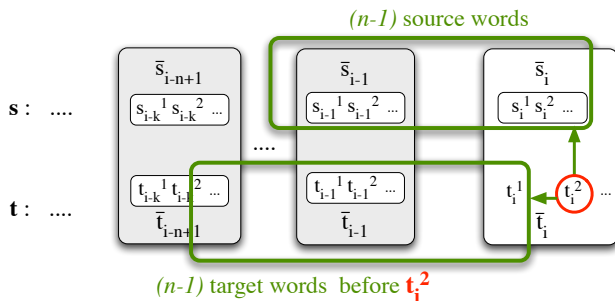 (n-1) source words
s̄i-n+1 s̄i-1 s̄i
s : .... si-k¹ si-k² ... si-1¹ si-1² ... si¹ si² ...
....
t : .... ti-k¹ ti-k² ... ti-1¹ ti-1² ... ti¹ ti² ...
t̄i-n+1 t̄i-1 t̄i
(n-1) target words before ti²